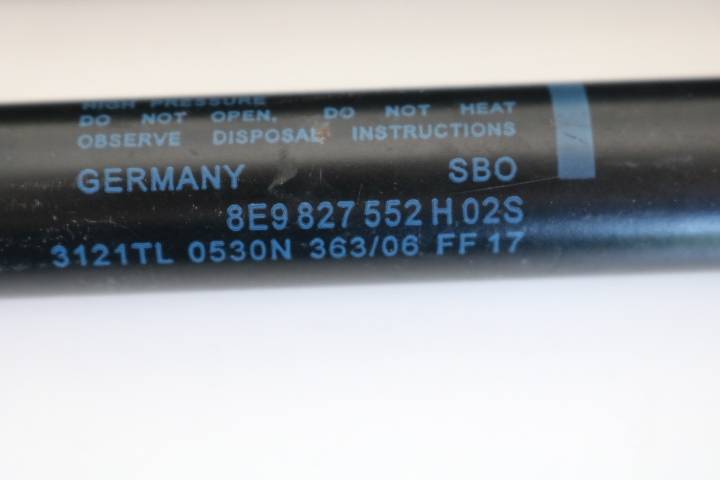 HIGH PRESSURE
DO NOT OPEN, DO NOT HEAT
OBSERVE DISPOSAL INSTRUCTIONS
GERMANY SBO
8E9 827 552 H 02S
3121TL 0530N 363/06 FF 17